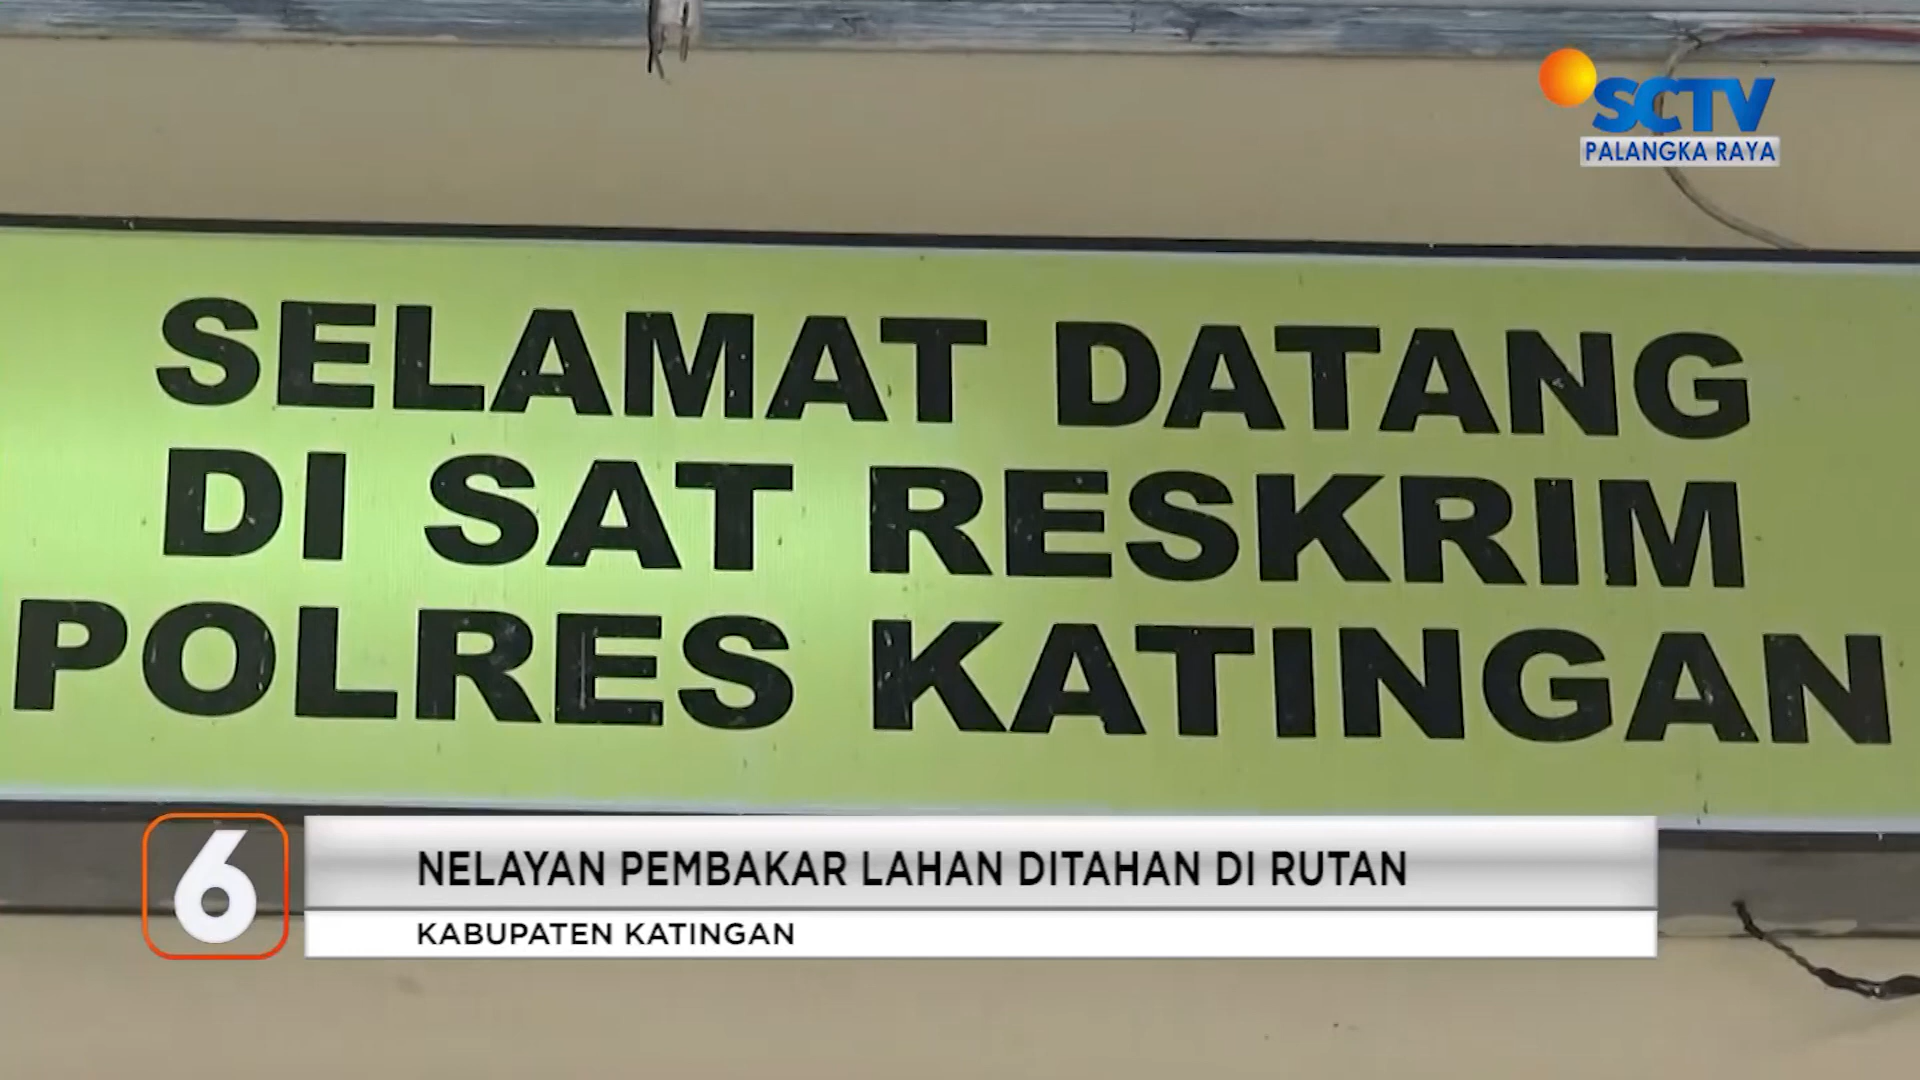 SCTV
PALANGKA RAYA
SELAMAT DATANG
DI SAT RESKRIM
POLRES KATINGAN
6
NELAYAN PEMBAKAR LAHAN DITAHAN DI RUTAN
KABUPATEN KATINGAN